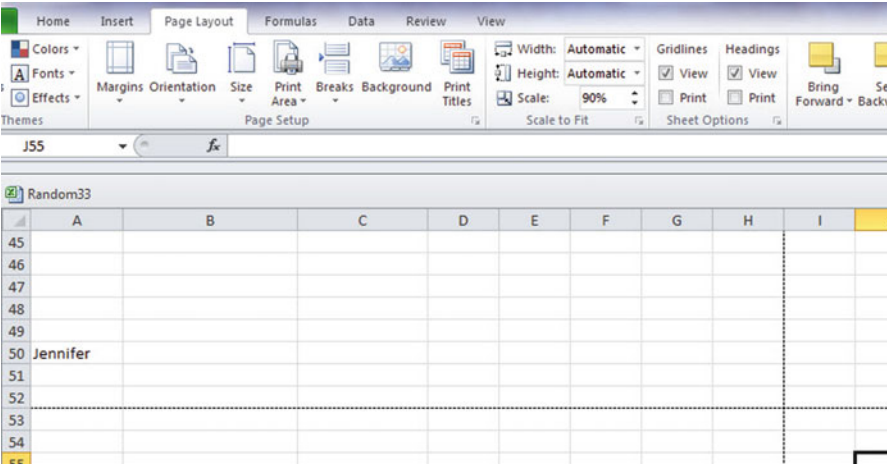 Home Insert Page Layout Formulas Data Review View
Colors Width: Automatic Gridlines Headings
Fonts Height: Automatic View View
Effects Margins Orientation Size Print Area Breaks Background Print Titles Scale: 90% Print Print Bring Forward
Themes Page Setup Scale to Fit Sheet Options
J55 fx
Random33
A B C D E F G H I
45
46
47
48
49
50 Jennifer
51
52
53
54
55